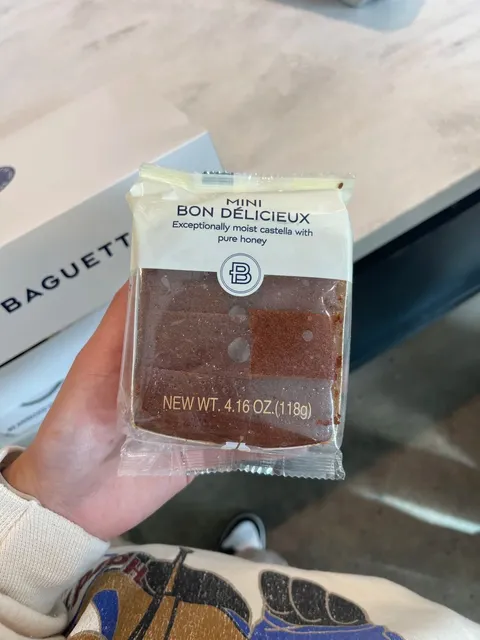 MINI
BON DÉLICIEUX
Exceptionally moist castella with
pure honey
B
NEW WT. 4.16 OZ.(118g)
BAGUETT